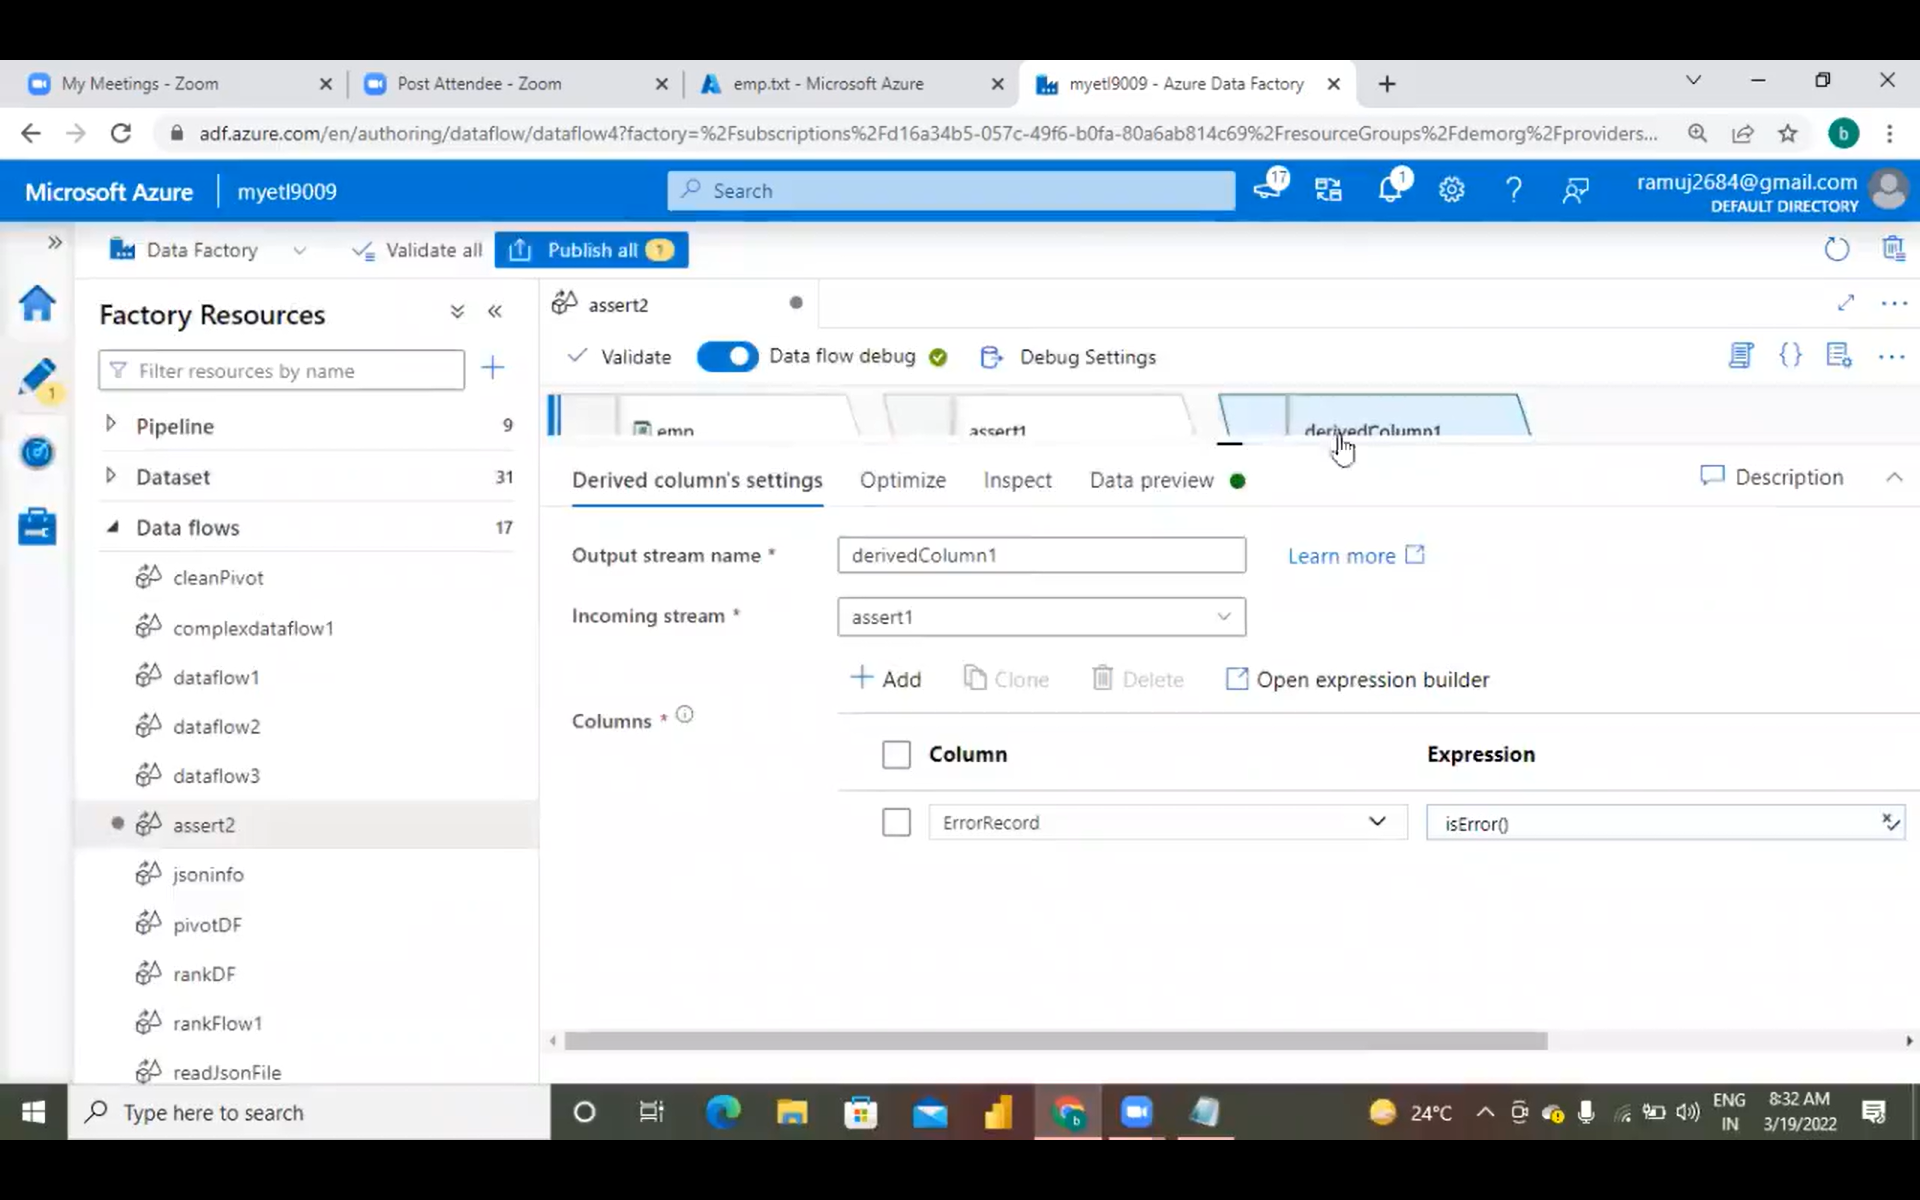 My Meetings - Zoom
Post Attendee - Zoom
emp.txt - Microsoft Azure
myetl9009 - Azure Data Factory
adf.azure.com/en/authoring/dataflow/dataflow4?factory=%2Fsubscriptions%2Fd16a34b5-057c-49f6-b0fa-80a6ab814c69%2FresourceGroups%2Fdemorg%2Fproviders...
b
Microsoft Azure
myetl9009
Search
17
1
ramuj2684@gmail.com
DEFAULT DIRECTORY
Data Factory
Validate all
Publish all 1
1
Factory Resources
Filter resources by name
Pipeline 9
Dataset 31
Data flows 17
cleanPivot
complexdataflow1
dataflow1
dataflow2
dataflow3
assert2
jsoninfo
pivotDF
rankDF
rankFlow1
readJsonFile
assert2
Validate
Data flow debug
Debug Settings
emp
assert1
derivedColumn1
Derived column's settings
Optimize
Inspect
Data preview
Description
Output stream name *
derivedColumn1
Learn more
Incoming stream *
assert1
Add
Clone
Delete
Open expression builder
Columns *
Column
Expression
ErrorRecord
isError()
Type here to search
b
24°C
ENG
IN
8:32 AM
3/19/2022